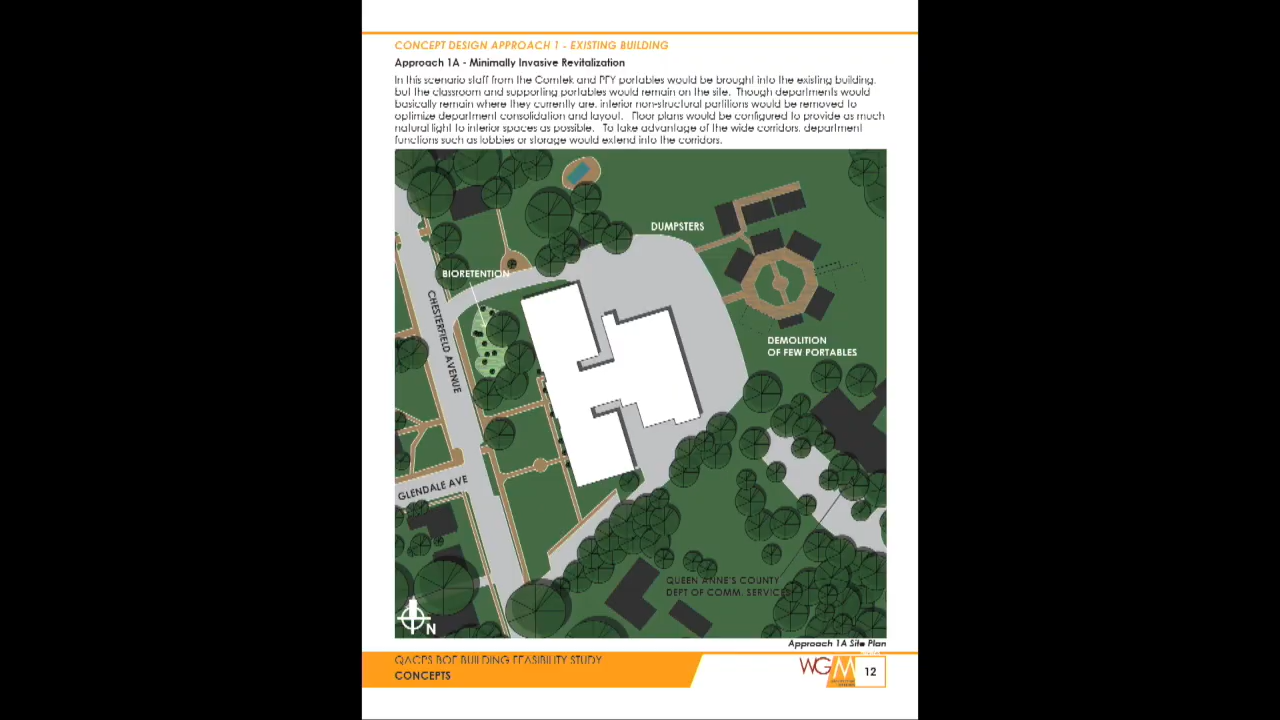 CONCEPT DESIGN APPROACH 1 - EXISTING BUILDING
Approach 1A - Minimally Invasive Revitalization
In this scenario staff from the Comtek and PFY portables would be brought into the existing building,
but the classroom and supporting portables would remain on the site. Though departments would
basically remain where they currently are, interior non-structural partitions would be removed to
optimize department consolidation and layout. Floor plans would be configured to provide as much
natural light to interior spaces as possible. To take advantage of the wide corridors, department
functions such as lobbies or storage would extend into the corridors.
DUMPSTERS
BIORETENTION
CHESTERFIELD AVENUE
DEMOLITION
OF FEW PORTABLES
GLENDALE AVE
QUEEN ANNE'S COUNTY
DEPT OF COMM. SERVICES
N
Approach 1A Site Plan
QACPS BOE BUILDING FEASIBILITY STUDY
CONCEPTS
WGM
12